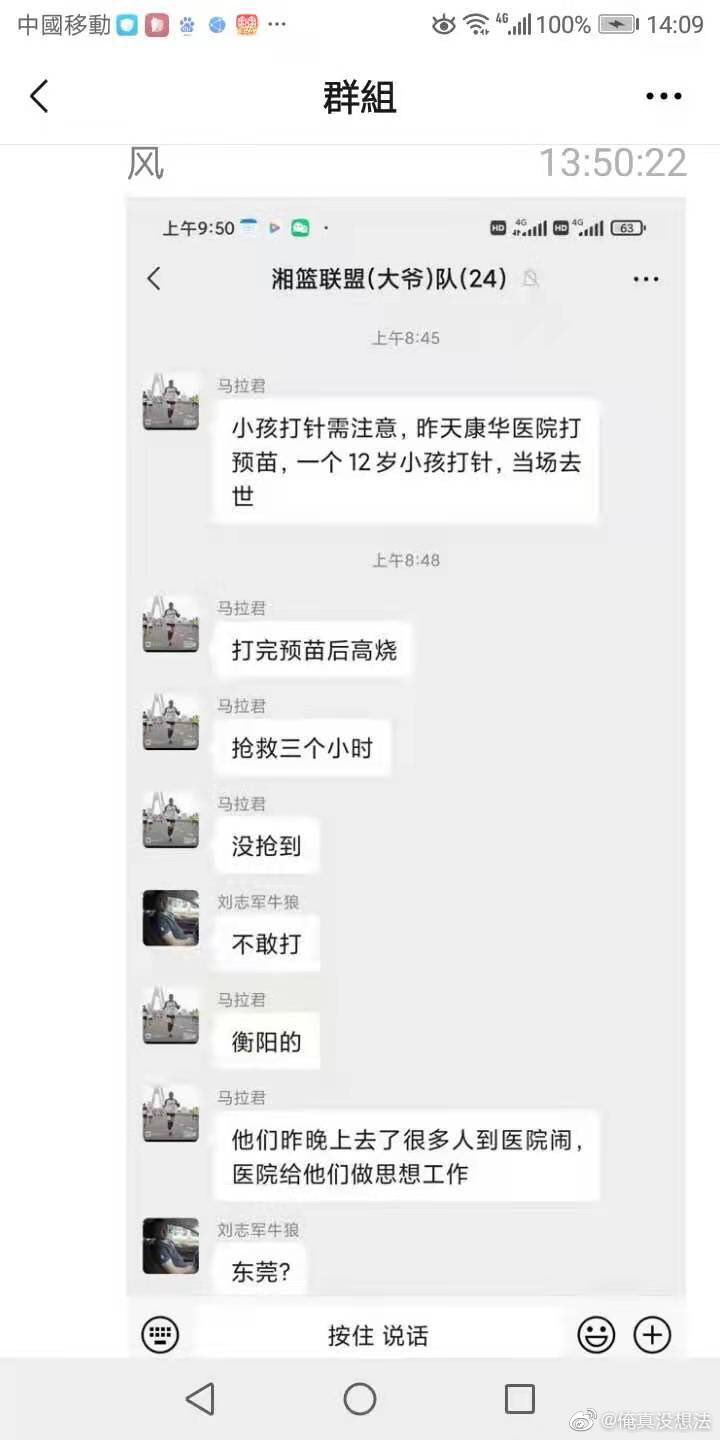 中國移動 4G 100% 14:09
群組
风 13:50:22
上午9:50 HD 4G HD 4G 63
湘篮联盟(大爷)队(24)
上午8:45
马拉君
小孩打针需注意，昨天康华医院打
预苗，一个12岁小孩打针，当场去
世
上午8:48
马拉君
打完预苗后高烧
马拉君
抢救三个小时
马拉君
没抢到
刘志军牛狼
不敢打
马拉君
衡阳的
马拉君
他们昨晚上去了很多人到医院闹，
医院给他们做思想工作
刘志军牛狼
东莞?
按住 说话
@俺真没想法